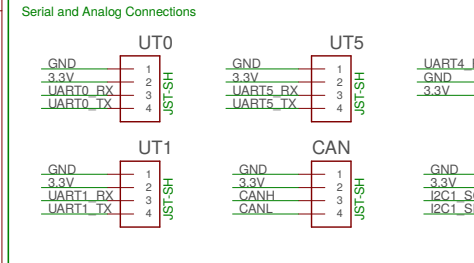 Serial and Analog Connections
UT0
GND 1
3.3V 2
UART0_RX 3
UART0_TX 4
JST-SH
UT5
GND 1
3.3V 2
UART5_RX 3
UART5_TX 4
JST-SH
UART4_
GND
3.3V
UT1
GND 1
3.3V 2
UART1_RX 3
UART1_TX 4
JST-SH
CAN
GND 1
3.3V 2
CANH 3
CANL 4
JST-SH
GND
3.3V
I2C1_S
I2C1_S